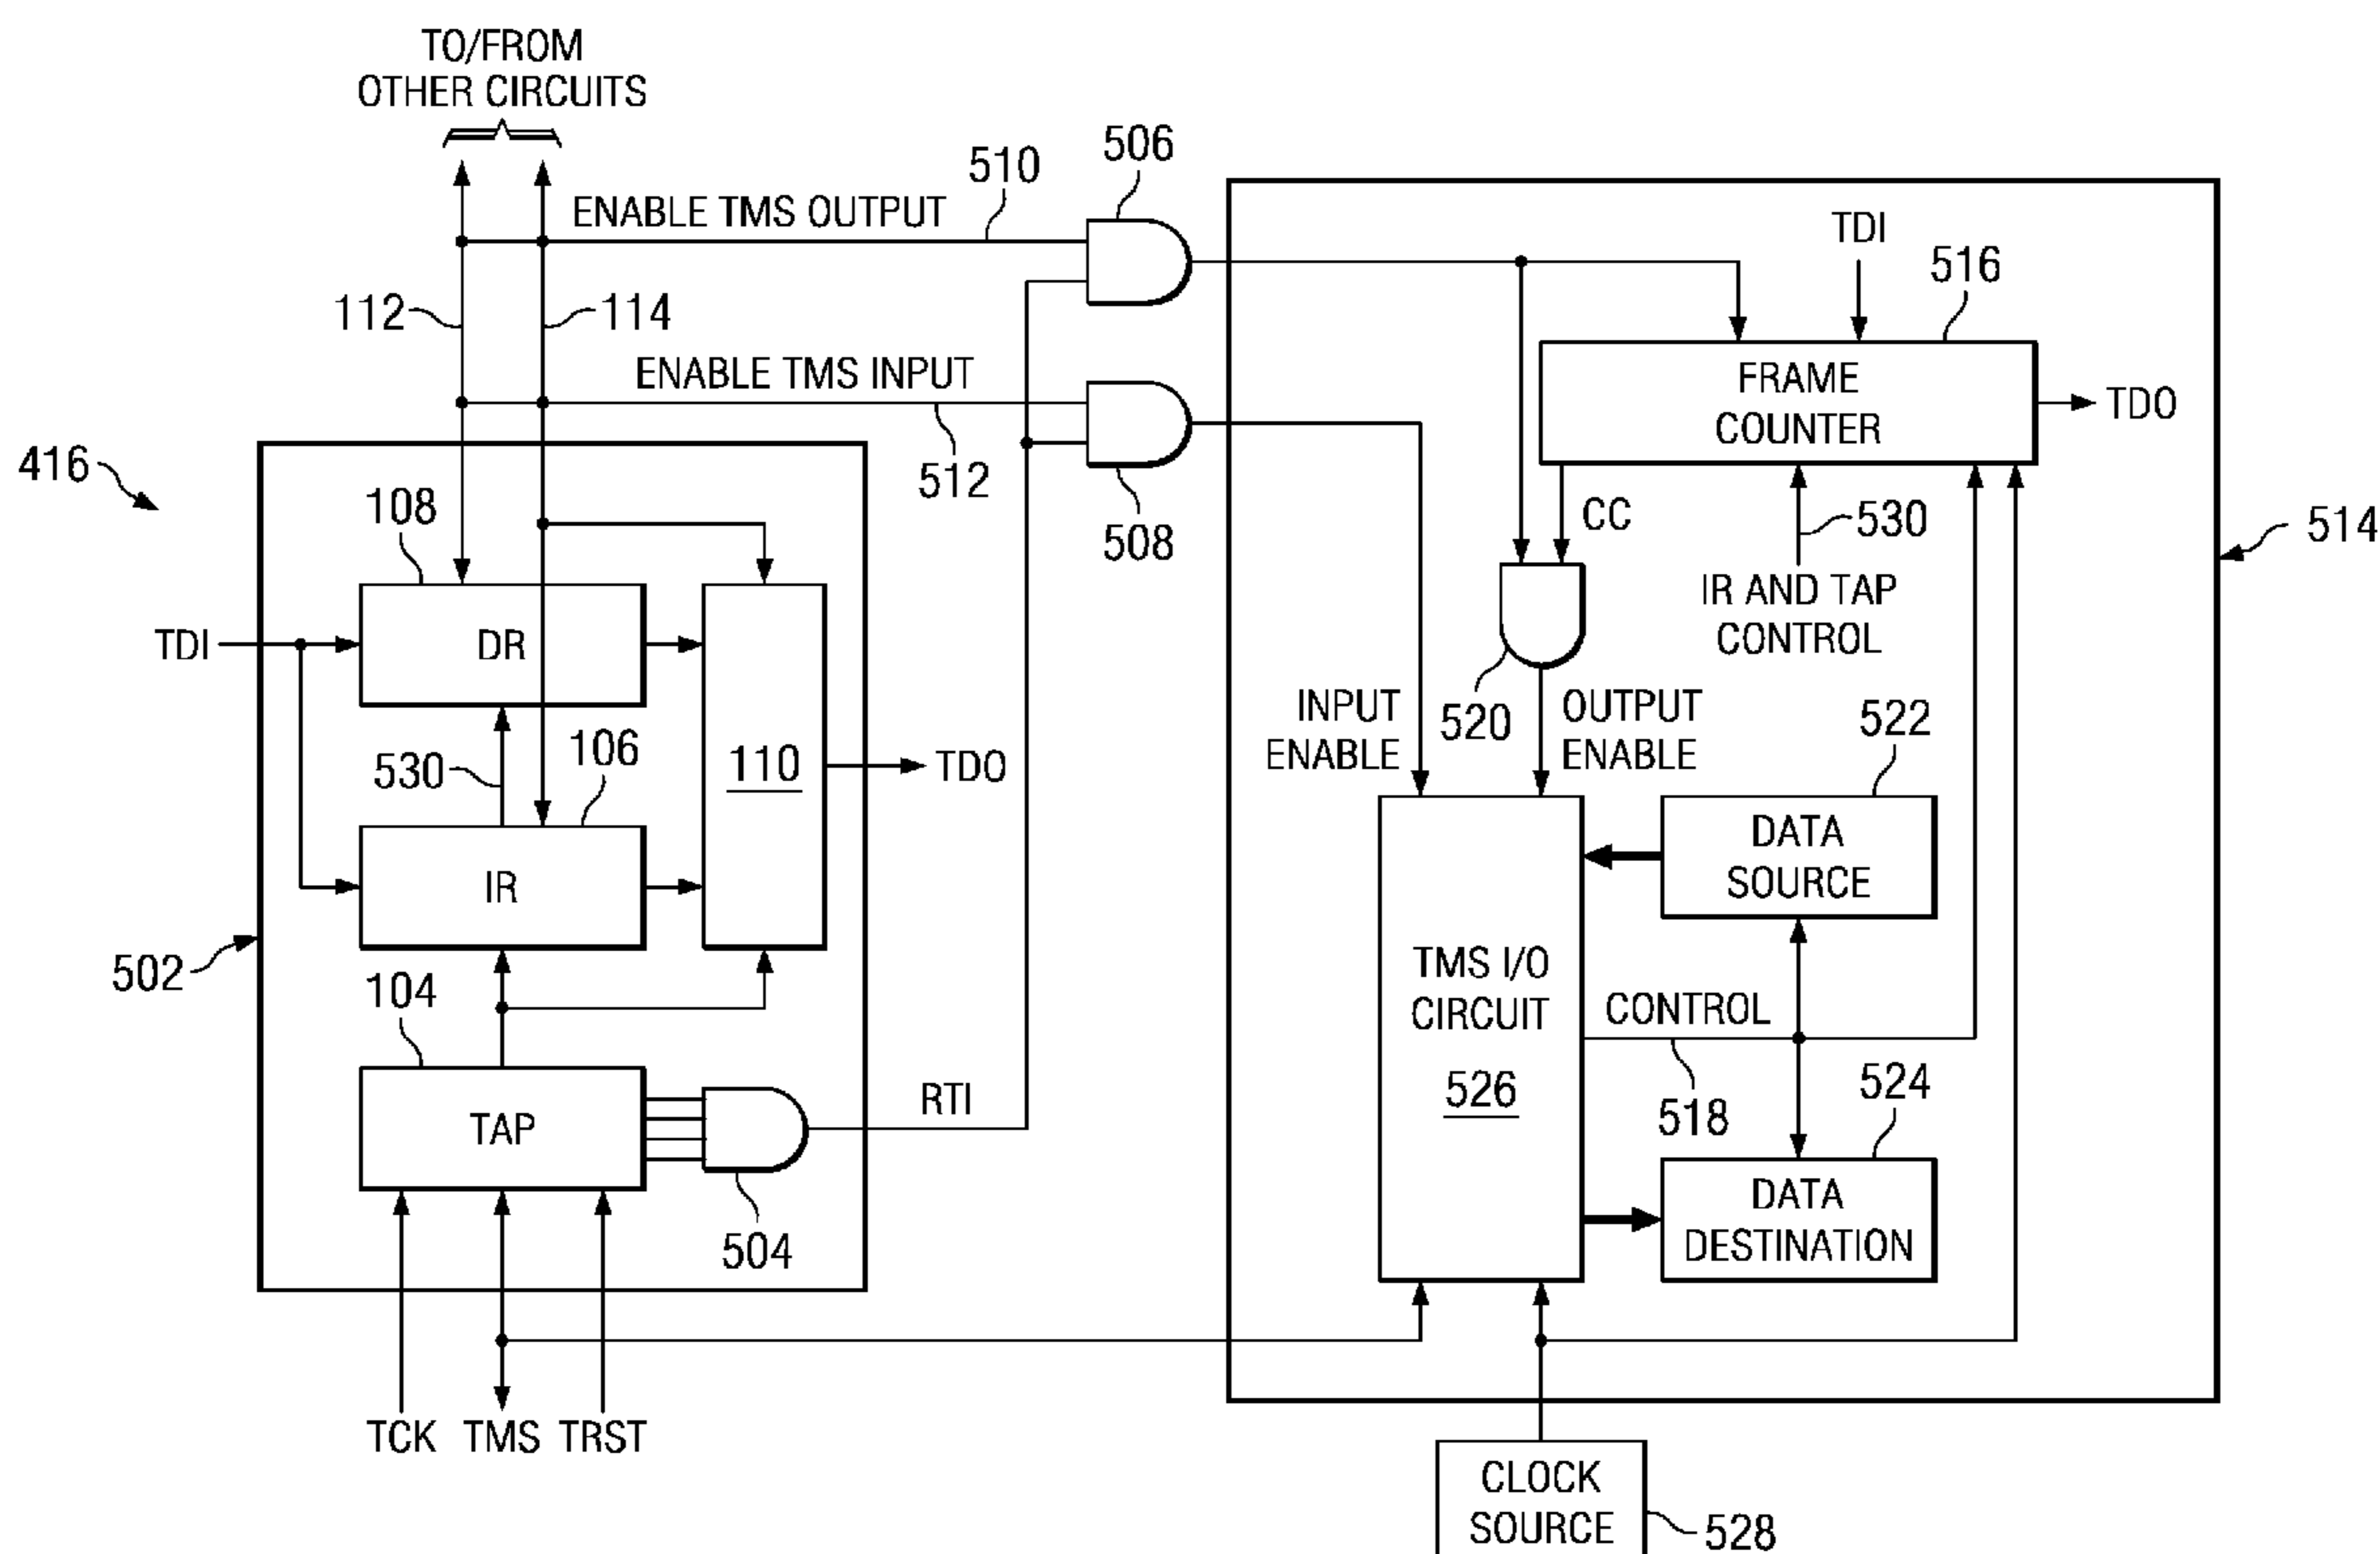 TO/FROM
OTHER CIRCUITS
506
510
ENABLE TMS OUTPUT
TDI
516
112
114
ENABLE TMS INPUT
FRAME
COUNTER
TDO
416
512
108
508
CC
530
514
IR AND TAP
CONTROL
TDI
DR
INPUT
ENABLE
520
OUTPUT
ENABLE
522
530
106
110
TDO
DATA
SOURCE
IR
502
104
TMS I/O
CIRCUIT
526
CONTROL
518
524
TAP
RTI
504
DATA
DESTINATION
TCK
TMS
TRST
CLOCK
SOURCE
528